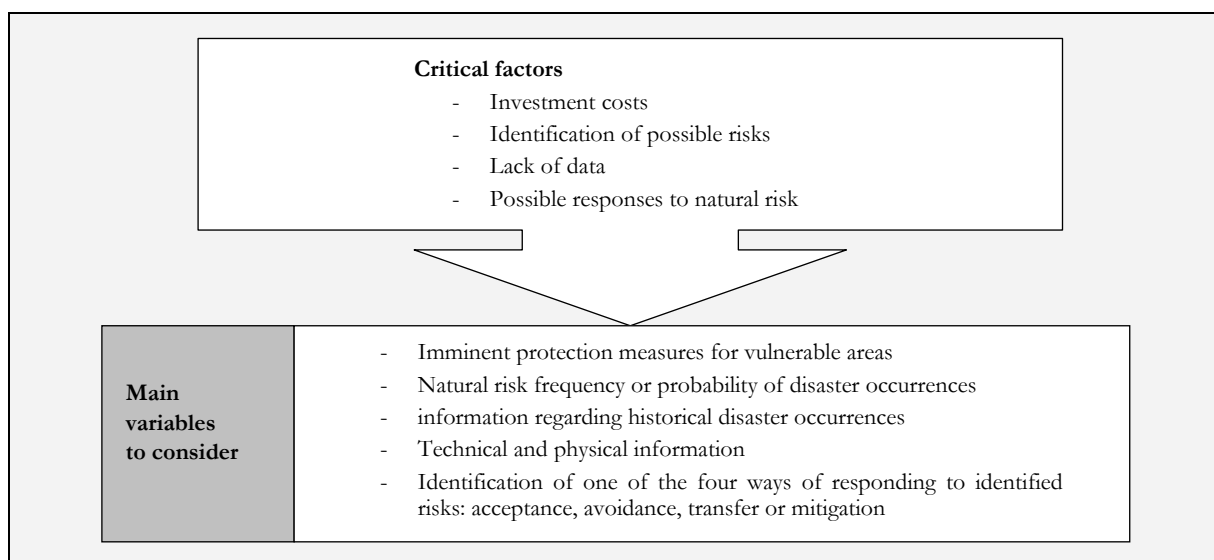 Critical factors
- Investment costs
- Identification of possible risks
- Lack of data
- Possible responses to natural risk
Main
variables
to consider
- Imminent protection measures for vulnerable areas
- Natural risk frequency or probability of disaster occurrences
- information regarding historical disaster occurrences
- Technical and physical information
- Identification of one of the four ways of responding to identified
risks: acceptance, avoidance, transfer or mitigation